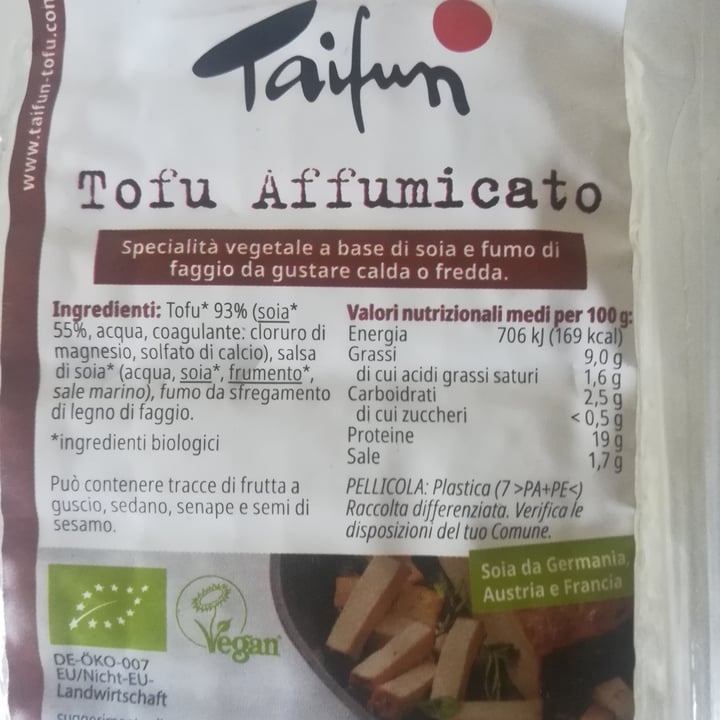 www.taifun-tofu.com
Taifun
Tofu Affumicato
Specialità vegetale a base di soia e fumo di
faggio da gustare calda o fredda.
Ingredienti: Tofu* 93% (soia*
55%, acqua, coagulante: cloruro di
magnesio, solfato di calcio), salsa
di soia* (acqua, soia*, frumento*,
sale marino), fumo da sfregamento
di legno di faggio.
*ingredienti biologici
Può contenere tracce di frutta a
guscio, sedano, senape e semi di
sesamo.
Valori nutrizionali medi per 100 g:
Energia 706 kJ (169 kcal)
Grassi 9,0 g
di cui acidi grassi saturi 1,6 g
Carboidrati 2,5 g
di cui zuccheri < 0,5 g
Proteine 19 g
Sale 1,7 g
PELLICOLA: Plastica (7 >PA+PE<)
Raccolta differenziata. Verifica le
disposizioni del tuo Comune.
Soia da Germania,
Austria e Francia
Vegan
DE-ÖKO-007
EU/Nicht-EU-
Landwirtschaft